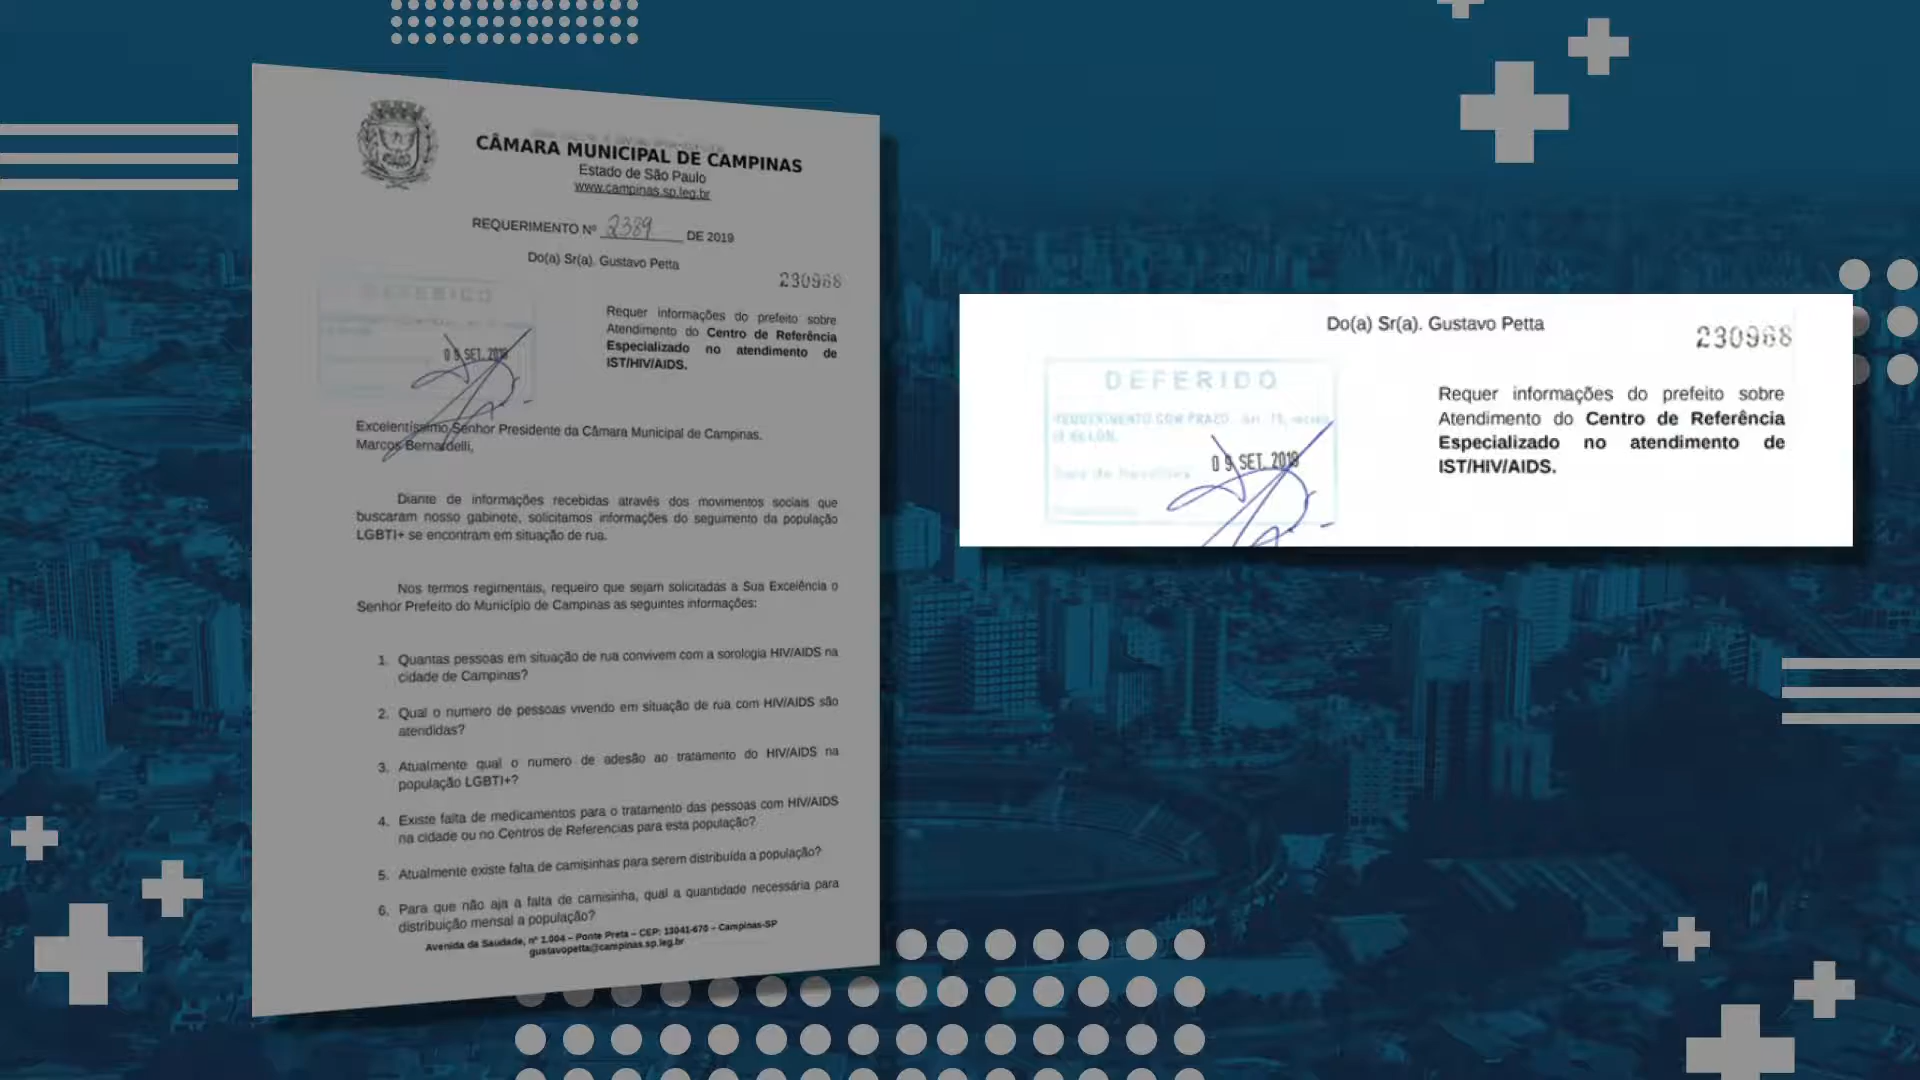 CÂMARA MUNICIPAL DE CAMPINAS
Estado de São Paulo
www.campinas.sp.leg.br
REQUERIMENTO Nº 2389 DE 2019
Do(a) Sr(a). Gustavo Petta
230968
DEFERIDO
09 SET. 2019
Requer informações do prefeito sobre
Atendimento do Centro de Referência
Especializado no atendimento de
IST/HIV/AIDS.
Excelentíssimo Senhor Presidente da Câmara Municipal de Campinas.
Marcos Bernardelli,
Diante de informações recebidas através dos movimentos sociais que
buscaram nosso gabinete, solicitamos informações do seguimento da população
LGBTI+ se encontram em situação de rua.
Nos termos regimentais, requeiro que sejam solicitadas a Sua Excelência o
Senhor Prefeito do Município de Campinas as seguintes informações:
1. Quantas pessoas em situação de rua convivem com a sorologia HIV/AIDS na
cidade de Campinas?
2. Qual o numero de pessoas vivendo em situação de rua com HIV/AIDS são
atendidas?
3. Atualmente qual o numero de adesão ao tratamento do HIV/AIDS na
população LGBTI+?
4. Existe falta de medicamentos para o tratamento das pessoas com HIV/AIDS
na cidade ou no Centros de Referencias para esta população?
5. Atualmente existe falta de camisinhas para serem distribuída a população?
6. Para que não aja a falta de camisinha, qual a quantidade necessária para
distribuição mensal a população?
Avenida da Saudade, nº 1.004 – Ponte Preta – CEP: 13041-670 – Campinas-SP
gustavopetta@campinas.sp.leg.br
Do(a) Sr(a). Gustavo Petta
230968
DEFERIDO
REQUERIMENTO COM PRAZO
09 SET. 2019
Requer informações do prefeito sobre
Atendimento do Centro de Referência
Especializado no atendimento de
IST/HIV/AIDS.